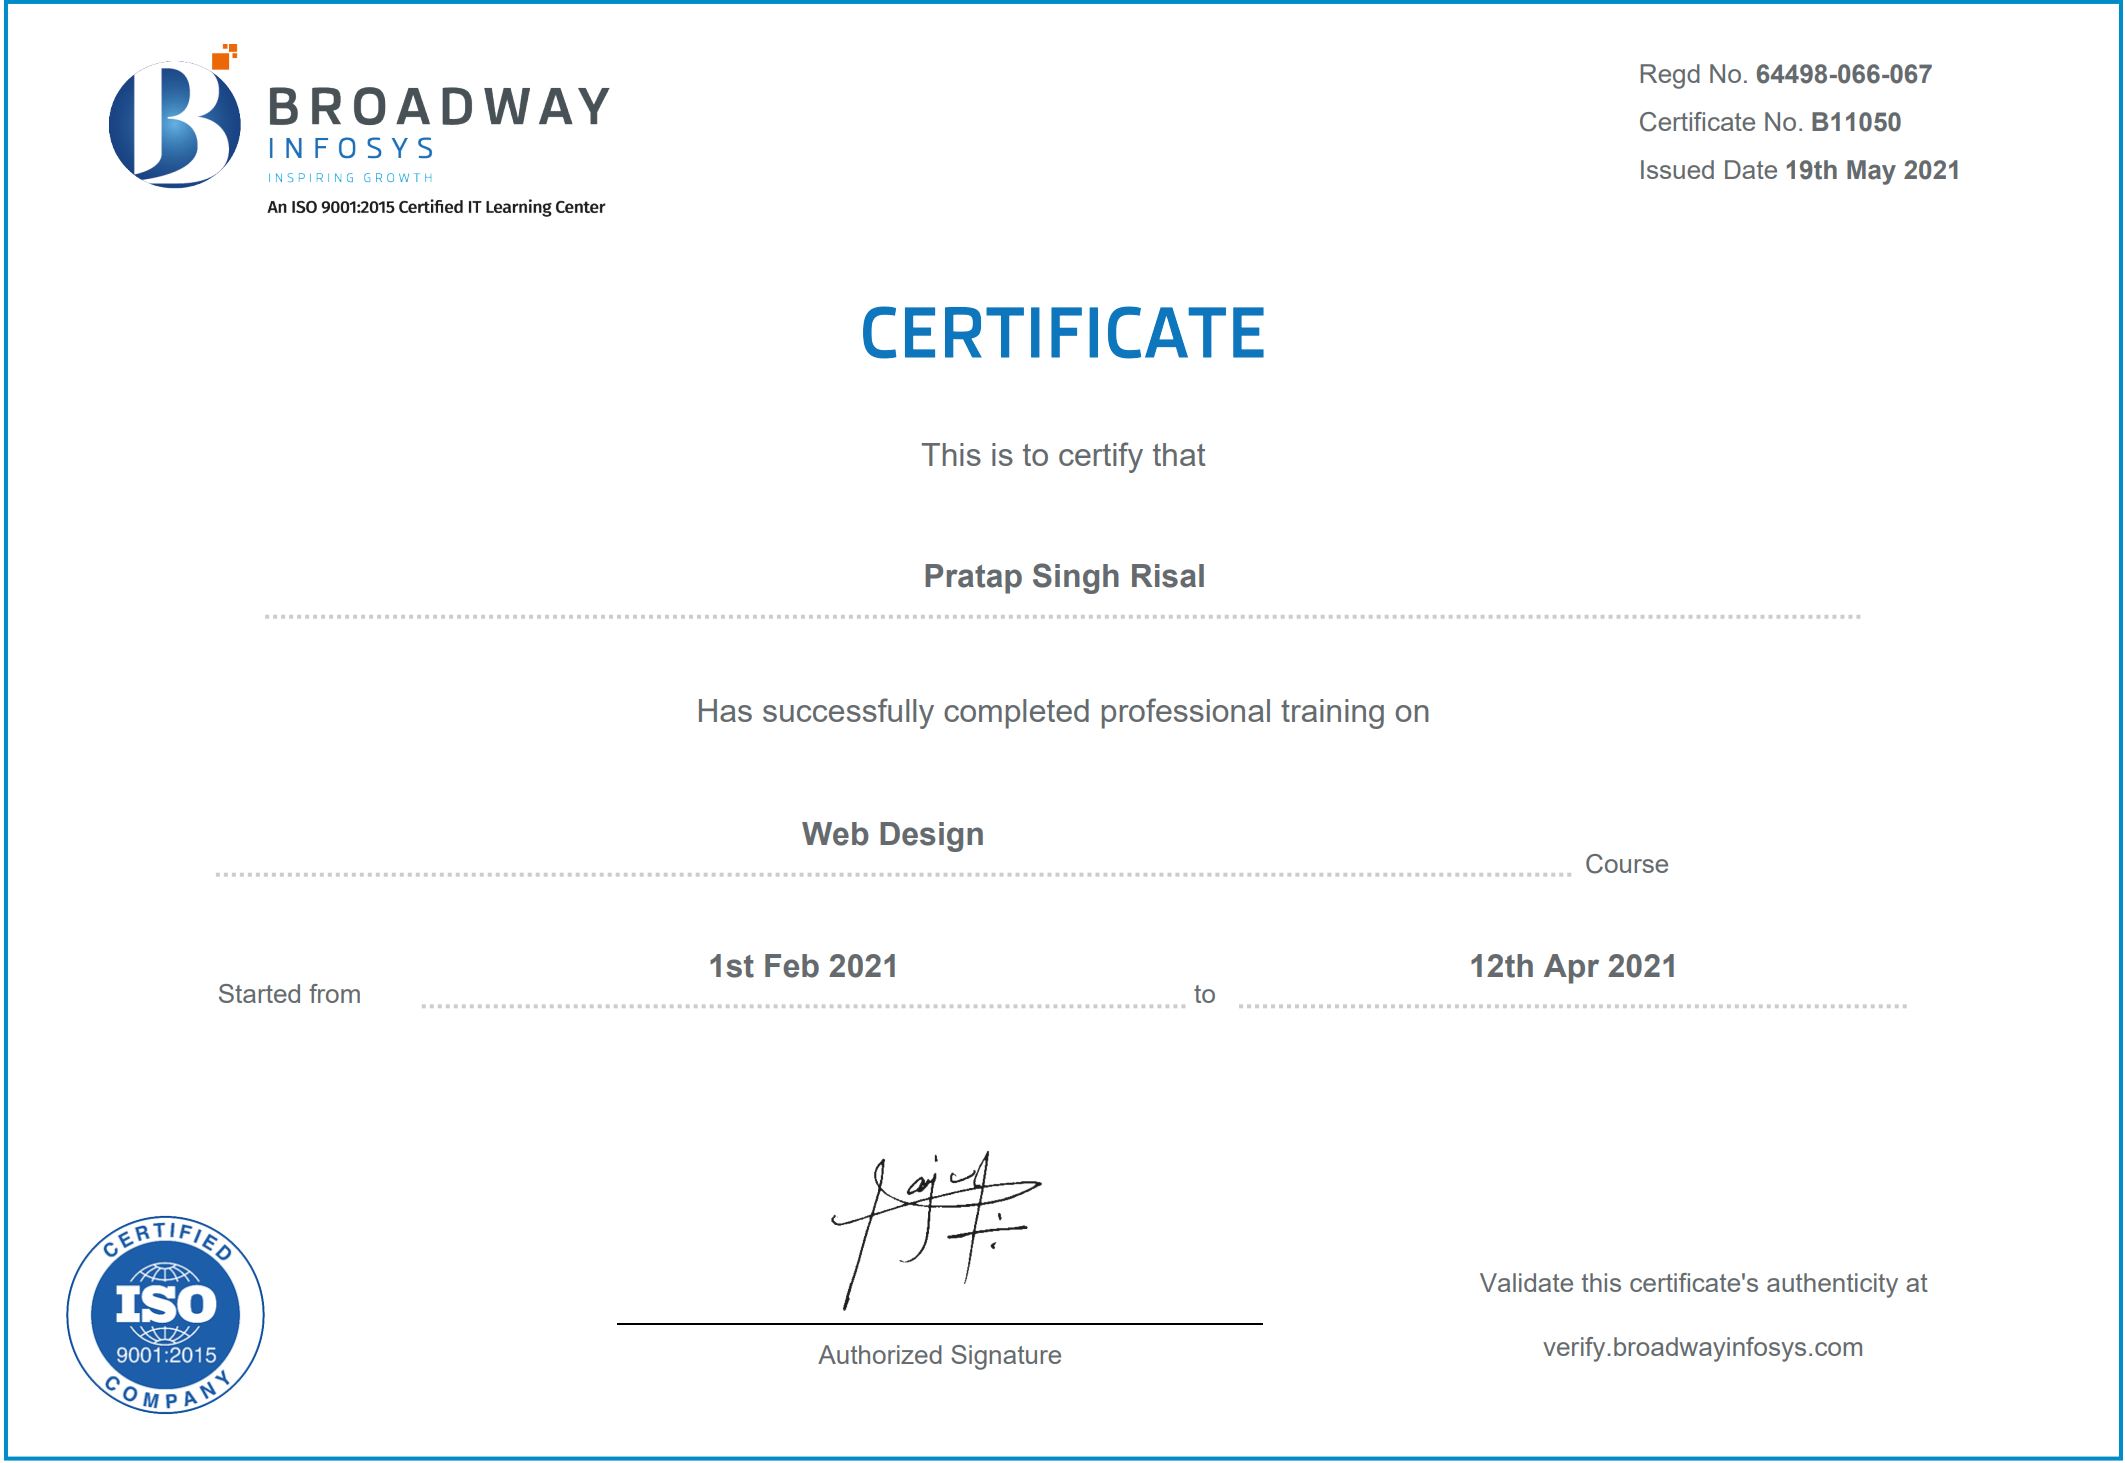 BROADWAY
INFOSYS
INSPIRING GROWTH
An ISO 9001:2015 Certified IT Learning Center
Regd No. 64498-066-067
Certificate No. B11050
Issued Date 19th May 2021
CERTIFICATE
This is to certify that
Pratap Singh Risal
Has successfully completed professional training on
Web Design
Course
Started from 1st Feb 2021 to 12th Apr 2021
CERTIFIED
ISO
9001:2015
COMPANY
Authorized Signature
Validate this certificate's authenticity at
verify.broadwayinfosys.com